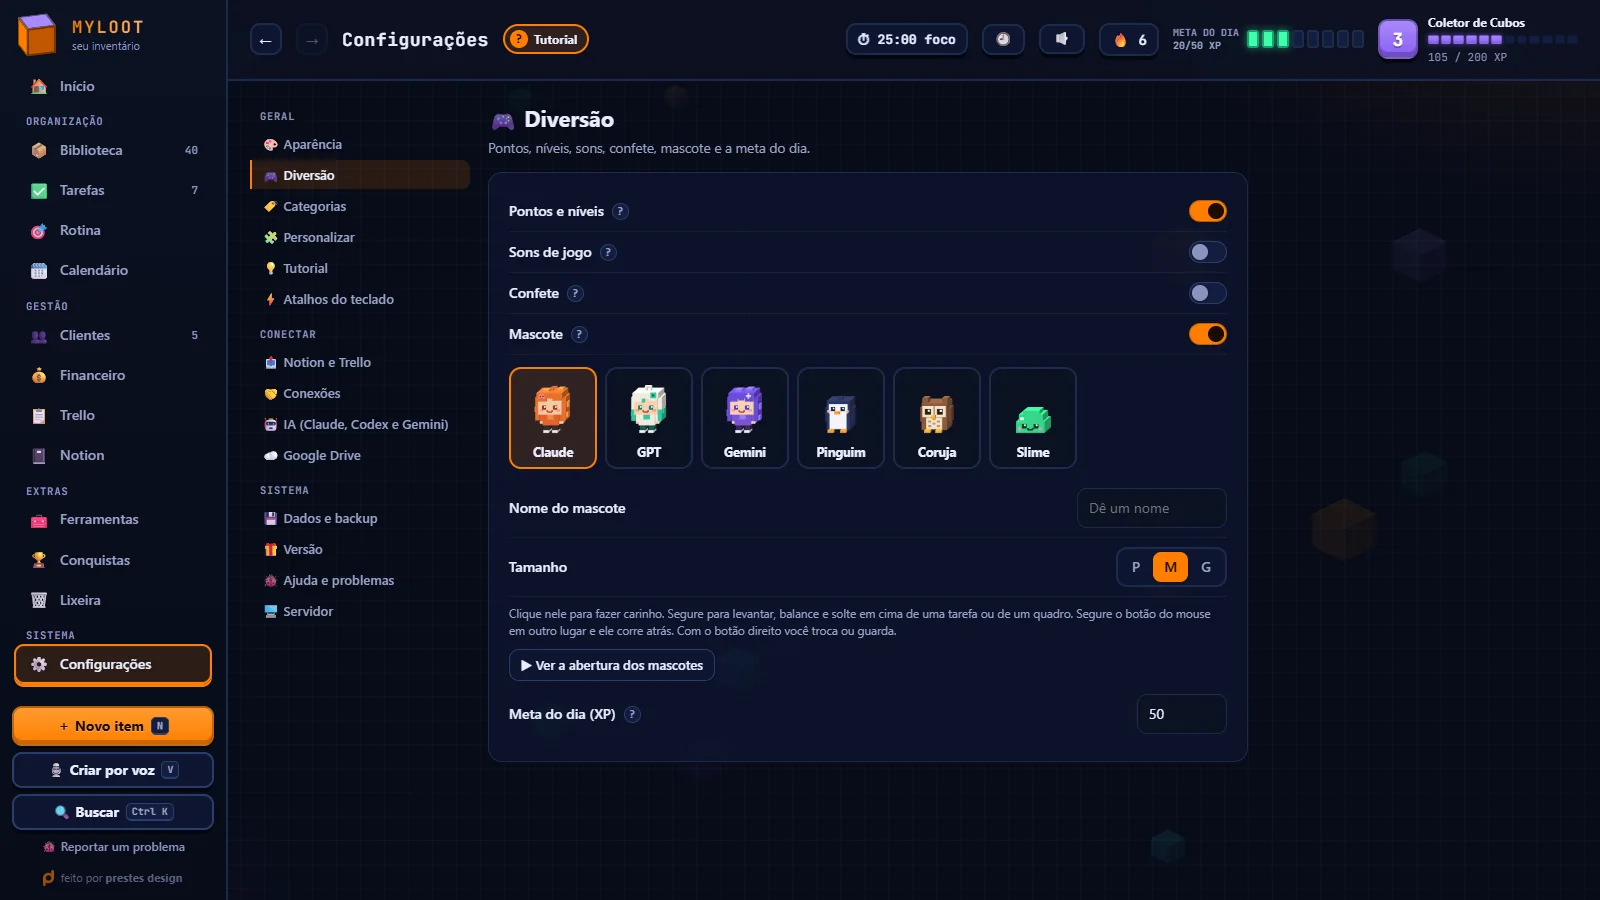 MYLOOT
seu inventário
Início
ORGANIZAÇÃO
Biblioteca 40
Tarefas 7
Rotina
Calendário
GESTÃO
Clientes 5
Financeiro
Trello
Notion
EXTRAS
Ferramentas
Conquistas
Lixeira
SISTEMA
Configurações
+ Novo item N
Criar por voz V
Buscar Ctrl K
Reportar um problema
feito por prestes design
← → Configurações ? Tutorial
25:00 foco
6
META DO DIA
20/50 XP
3
Coletor de Cubos
105 / 200 XP
GERAL
Aparência
Diversão
Categorias
Personalizar
Tutorial
Atalhos do teclado
CONECTAR
Notion e Trello
Conexões
IA (Claude, Codex e Gemini)
Google Drive
SISTEMA
Dados e backup
Versão
Ajuda e problemas
Servidor
Diversão
Pontos, níveis, sons, confete, mascote e a meta do dia.
Pontos e níveis ?
Sons de jogo ?
Confete ?
Mascote ?
Claude GPT Gemini Pinguim Coruja Slime
Nome do mascote Dê um nome
Tamanho P M G
Clique nele para fazer carinho. Segure para levantar, balance e solte em cima de uma tarefa ou de um quadro. Segure o botão do mouse
em outro lugar e ele corre atrás. Com o botão direito você troca ou guarda.
▶ Ver a abertura dos mascotes
Meta do dia (XP) ? 50